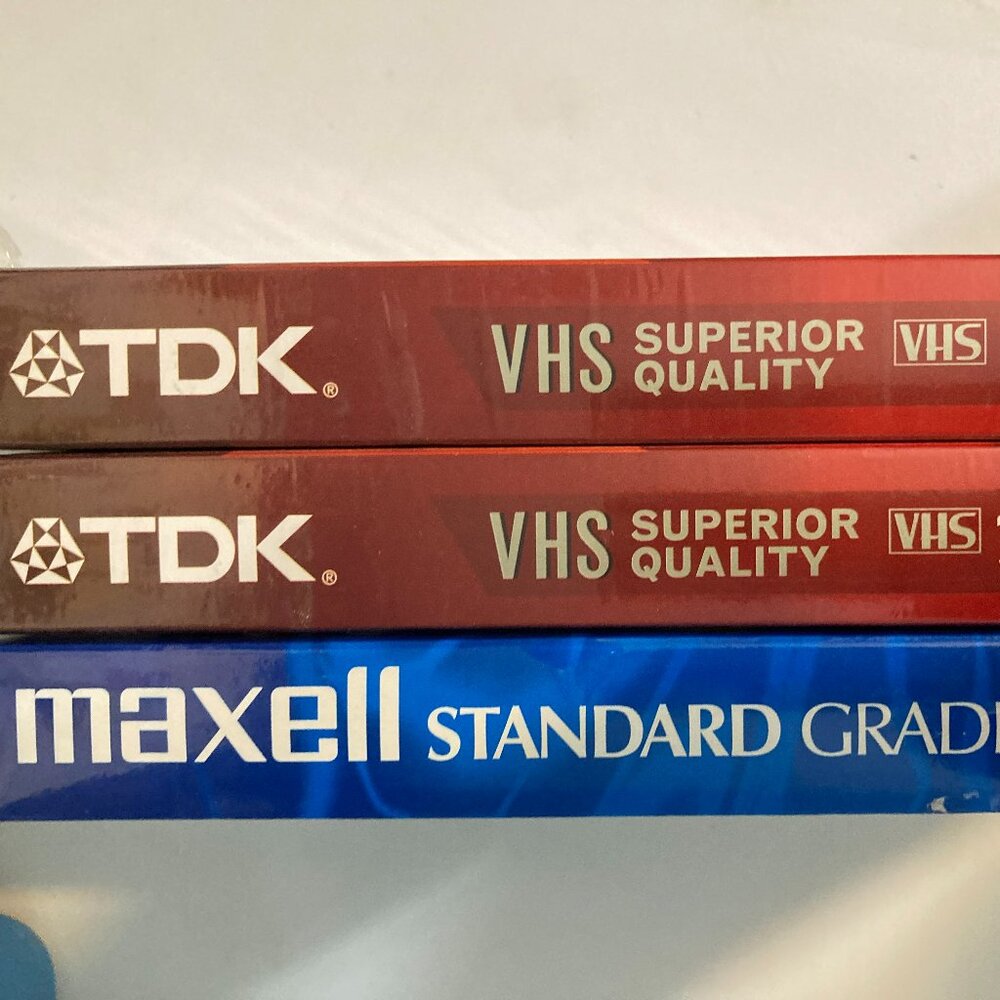 TDK® VHS SUPERIOR QUALITY VHS
TDK® VHS SUPERIOR QUALITY VHS
maxell STANDARD GRAD